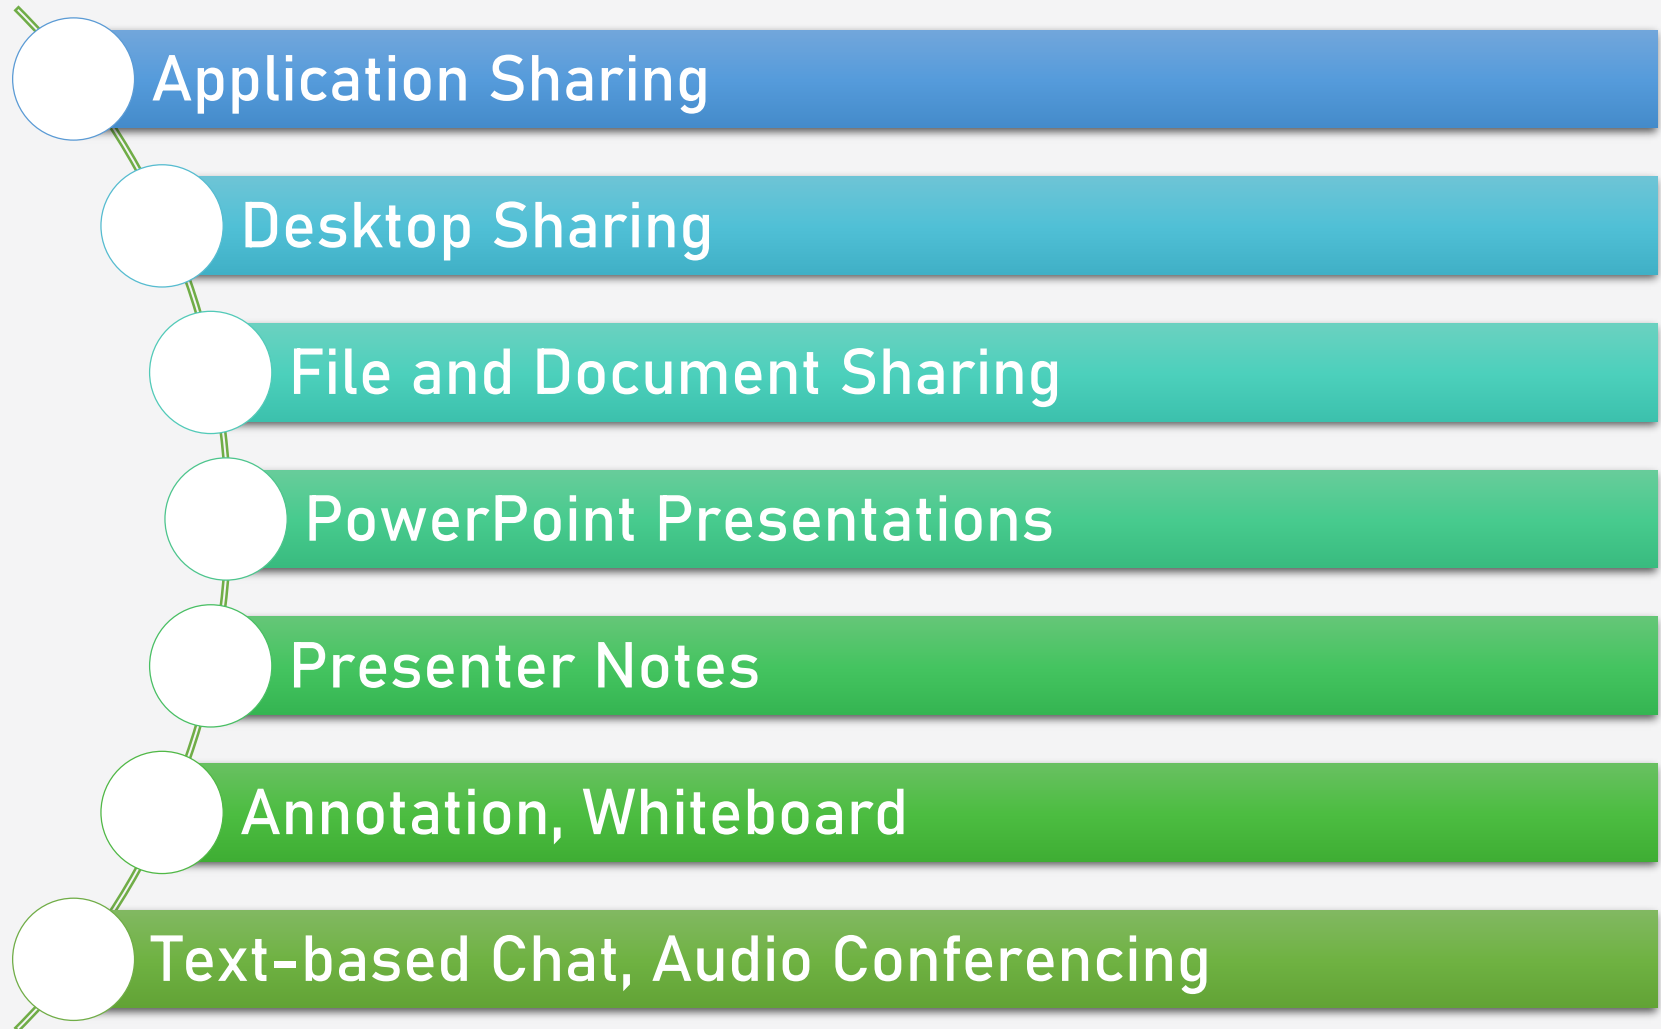 Application Sharing
Desktop Sharing
File and Document Sharing
PowerPoint Presentations
Presenter Notes
Annotation, Whiteboard
Text-based Chat, Audio Conferencing